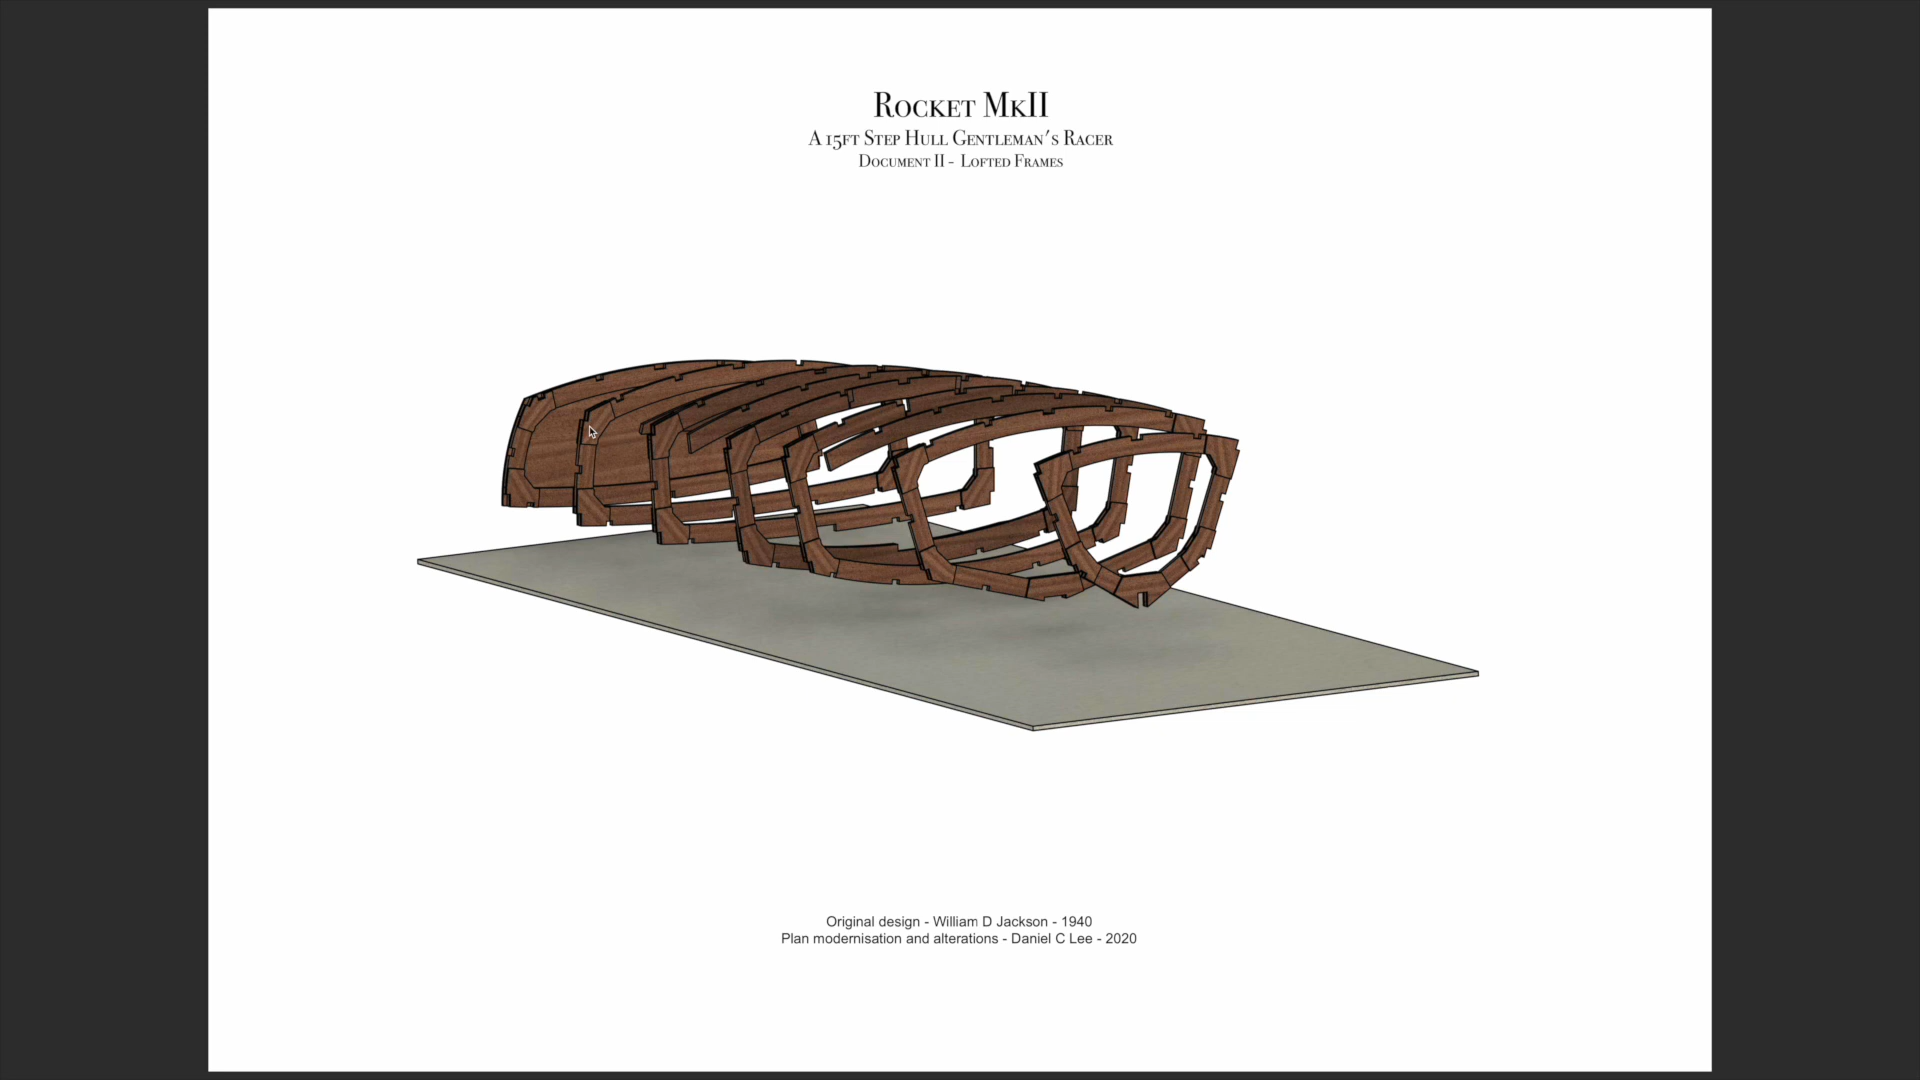 Rocket MkII
A 15ft Step Hull Gentleman's Racer
Document II - Lofted Frames
Original design - William D Jackson - 1940
Plan modernisation and alterations - Daniel C Lee - 2020